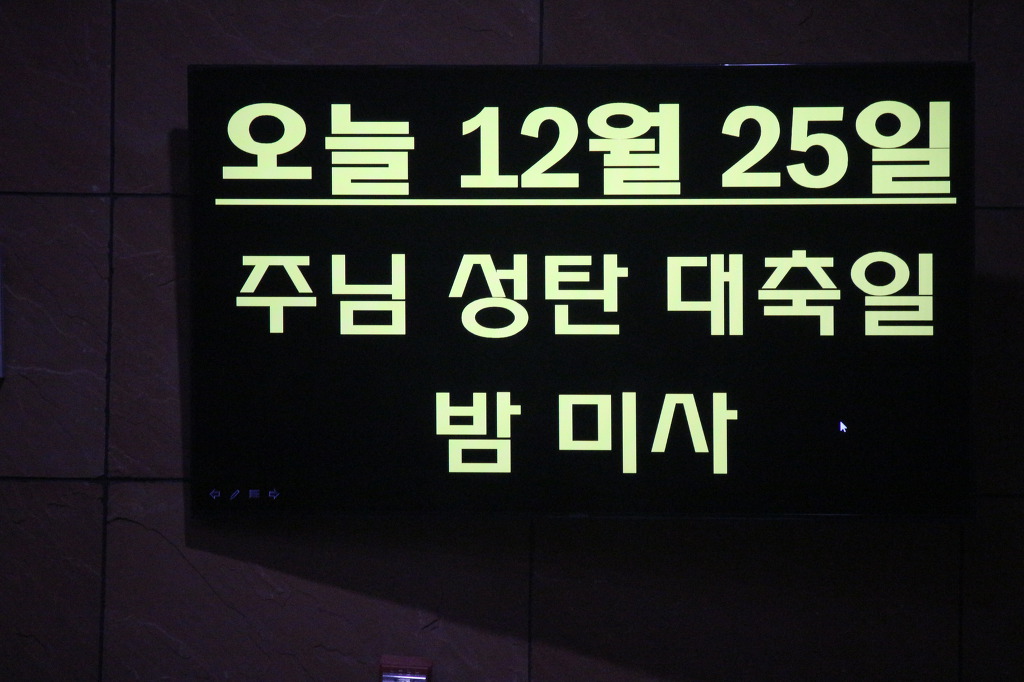 오늘 12월 25일
주님 성탄 대축일
밤 미사